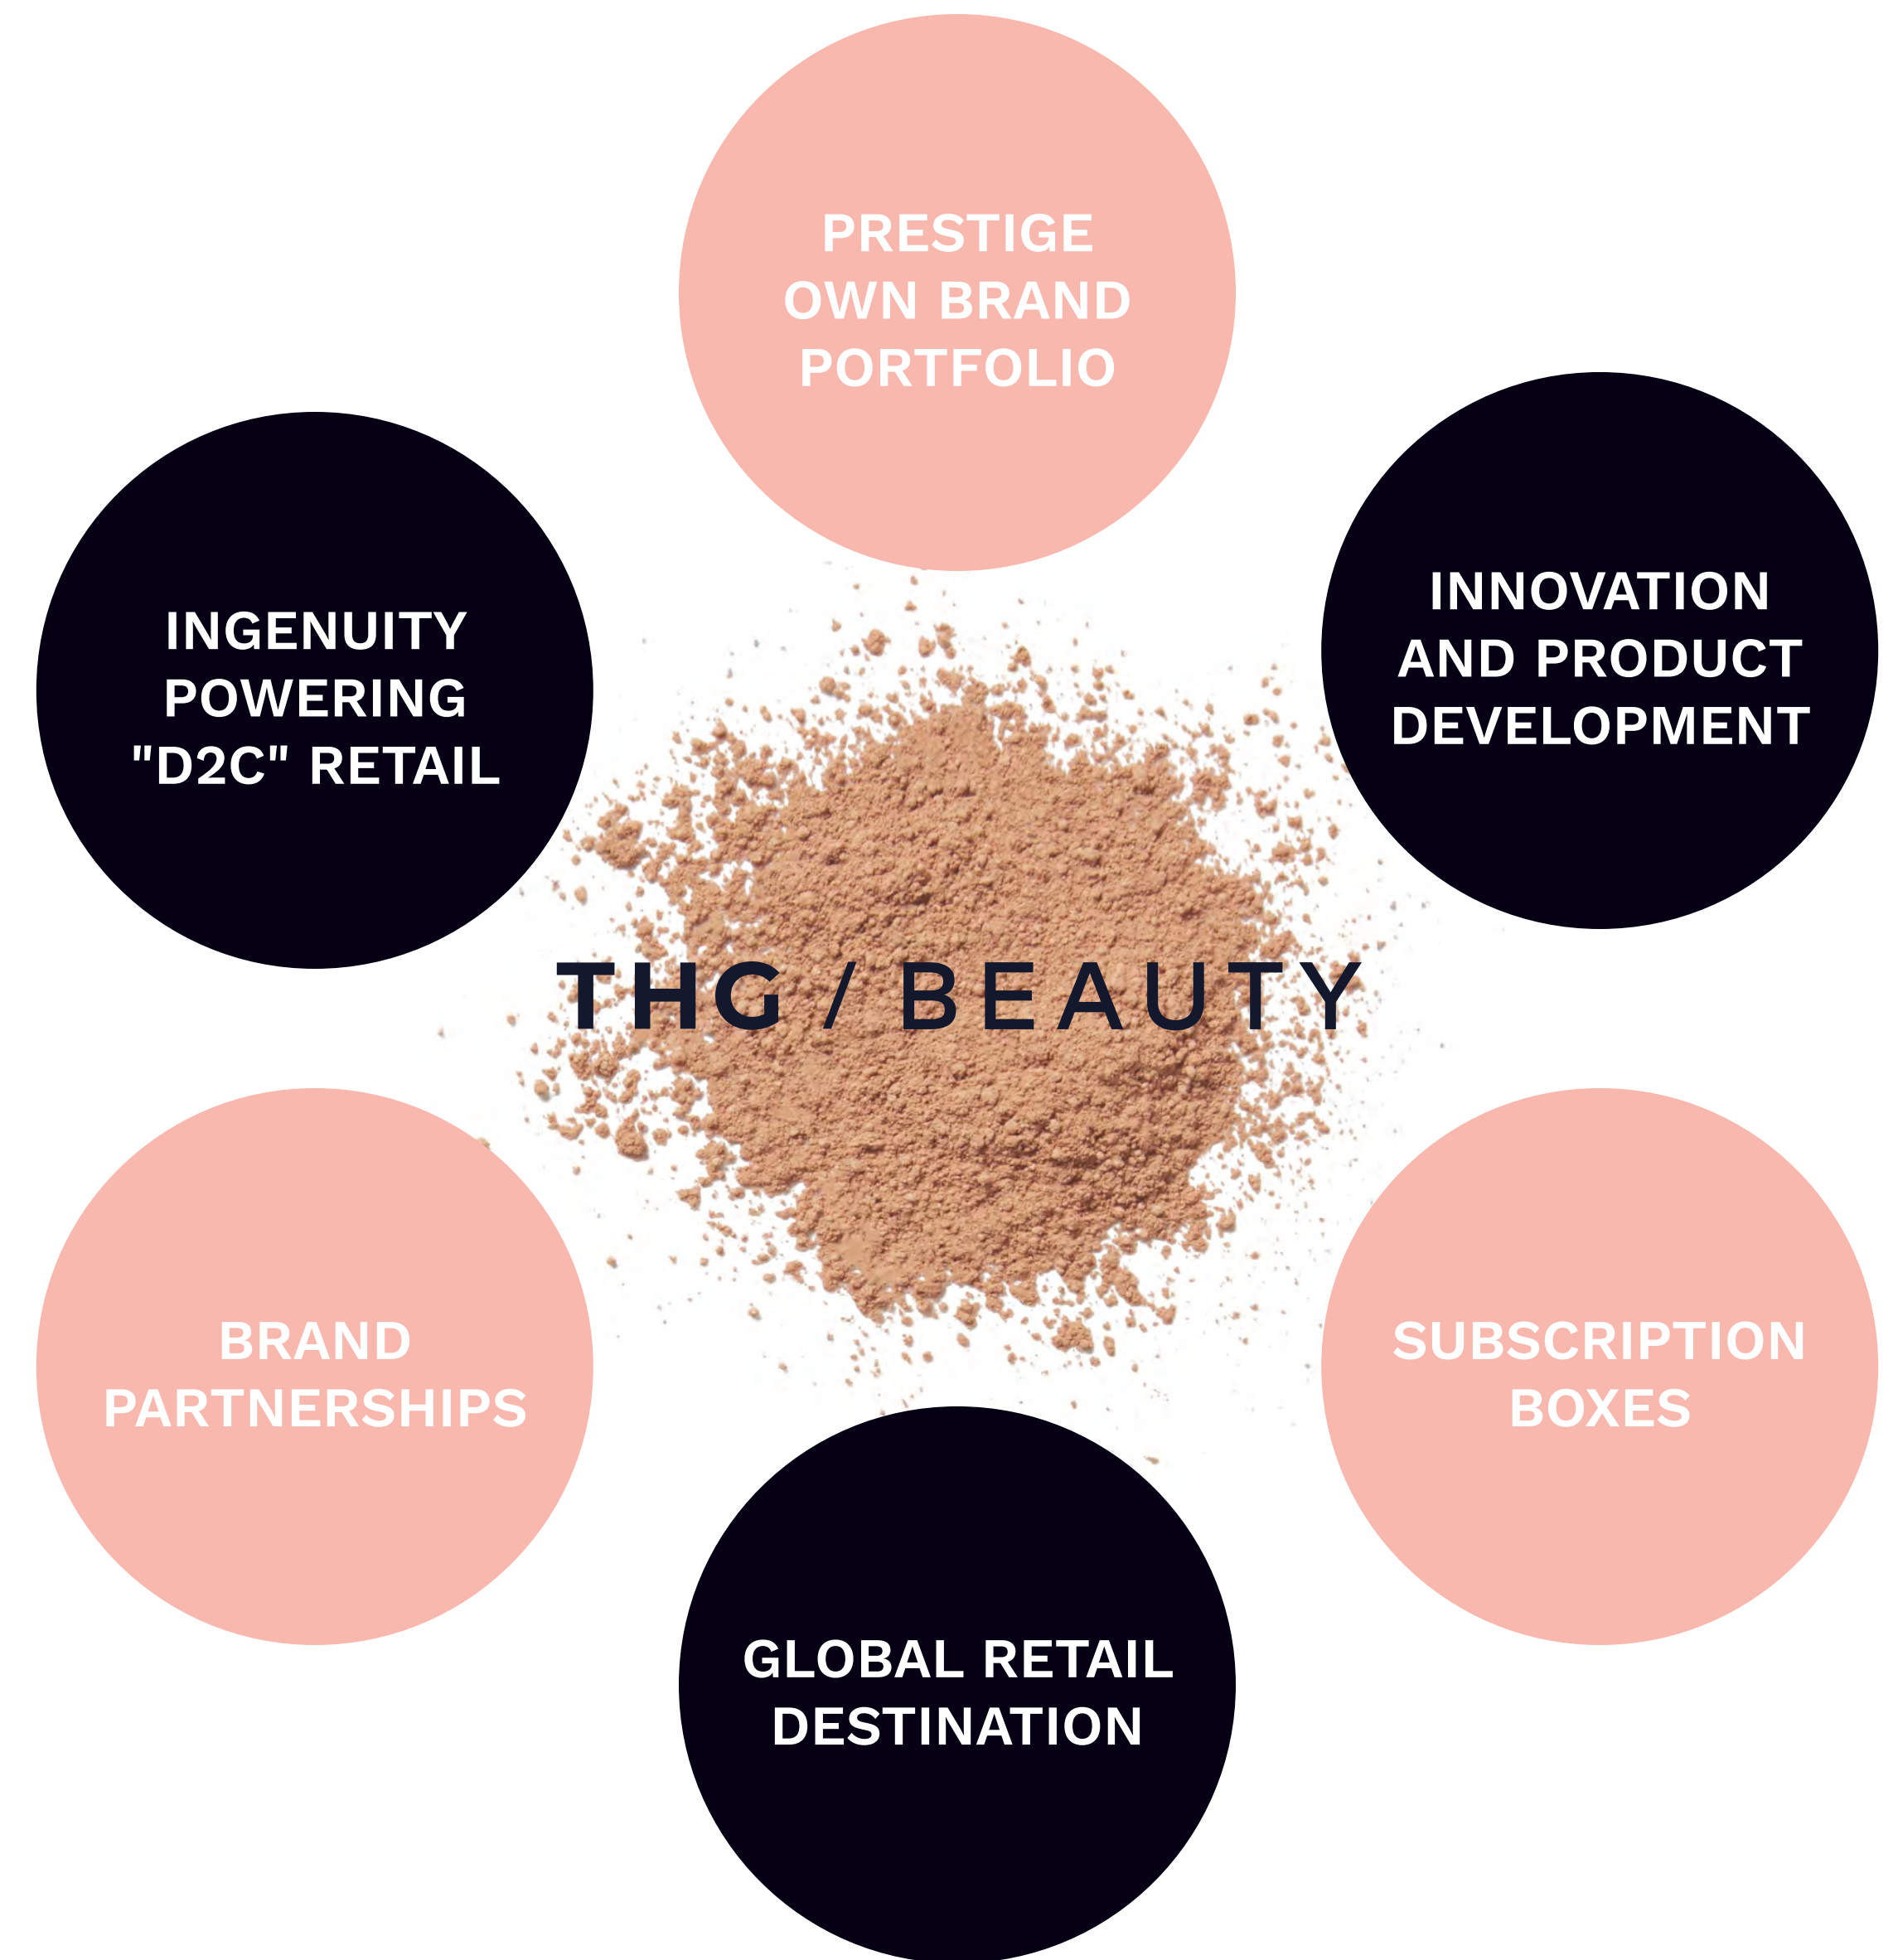 PRESTIGE
OWN BRAND
PORTFOLIO
INNOVATION
AND PRODUCT
DEVELOPMENT
INGENUITY
POWERING
"D2C" RETAIL
THG / BEAUTY
BRAND
PARTNERSHIPS
SUBSCRIPTION
BOXES
GLOBAL RETAIL
DESTINATION